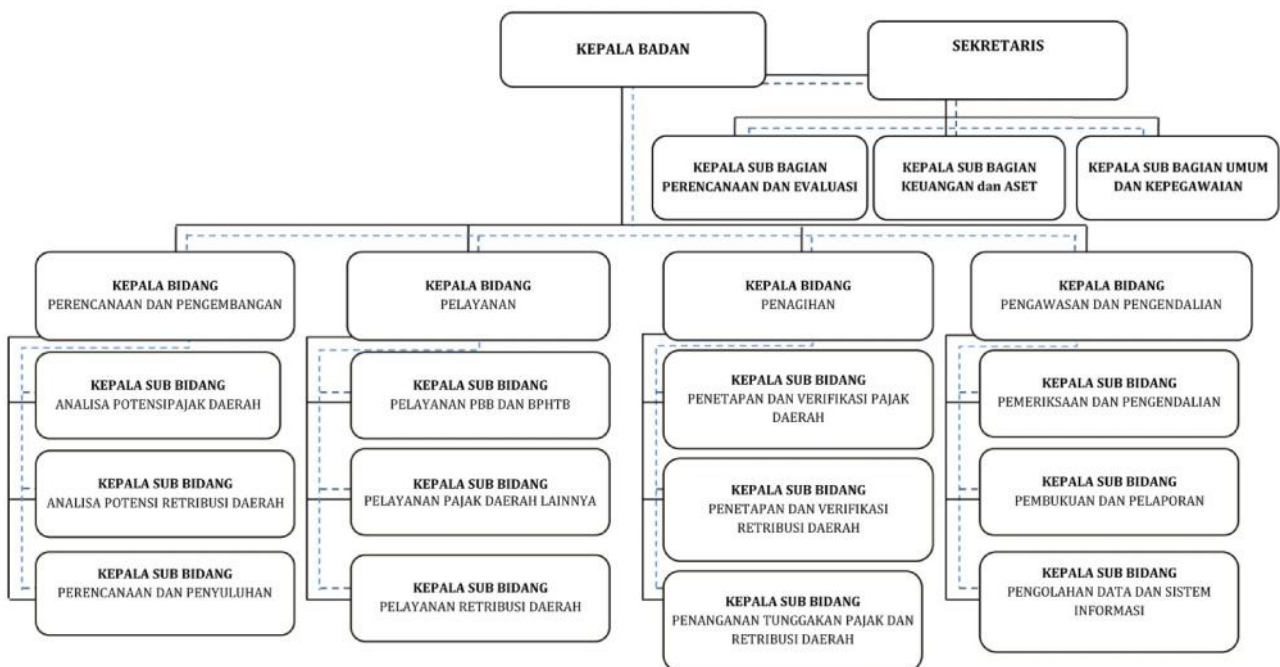 KEPALA BADAN
SEKRETARIS
KEPALA SUB BAGIAN
PERENCANAAN DAN EVALUASI
KEPALA SUB BAGIAN
KEUANGAN dan ASET
KEPALA SUB BAGIAN UMUM
DAN KEPEGAWAIAN
KEPALA BIDANG
PERENCANAAN DAN PENGEMBANGAN
KEPALA BIDANG
PELAYANAN
KEPALA BIDANG
PENAGIHAN
KEPALA BIDANG
PENGAWASAN DAN PENGENDALIAN
KEPALA SUB BIDANG
ANALISA POTENSIPAJAK DAERAH
KEPALA SUB BIDANG
PELAYANAN PBB DAN BPHTB
KEPALA SUB BIDANG
PENETAPAN DAN VERIFIKASI PAJAK
DAERAH
KEPALA SUB BIDANG
PEMERIKSAAN DAN PENGENDALIAN
KEPALA SUB BIDANG
ANALISA POTENSI RETRIBUSI DAERAH
KEPALA SUB BIDANG
PELAYANAN PAJAK DAERAH LAINNYA
KEPALA SUB BIDANG
PENETAPAN DAN VERIFIKASI
RETRIBUSI DAERAH
KEPALA SUB BIDANG
PEMBUKUAN DAN PELAPORAN
KEPALA SUB BIDANG
PERENCANAAN DAN PENYULUHAN
KEPALA SUB BIDANG
PELAYANAN RETRIBUSI DAERAH
KEPALA SUB BIDANG
PENANGANAN TUNGGAKAN PAJAK DAN
RETRIBUSI DAERAH
KEPALA SUB BIDANG
PENGOLAHAN DATA DAN SISTEM
INFORMASI